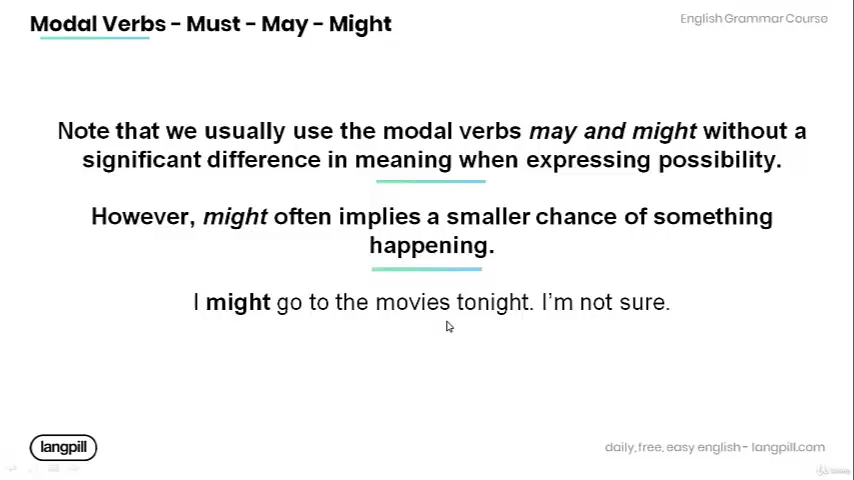 Modal Verbs - Must - May - Might
English Grammar Course
Note that we usually use the modal verbs may and might without a
significant difference in meaning when expressing possibility.
However, might often implies a smaller chance of something
happening.
I might go to the movies tonight. I'm not sure.
langpill
daily, free, easy english - langpill.com